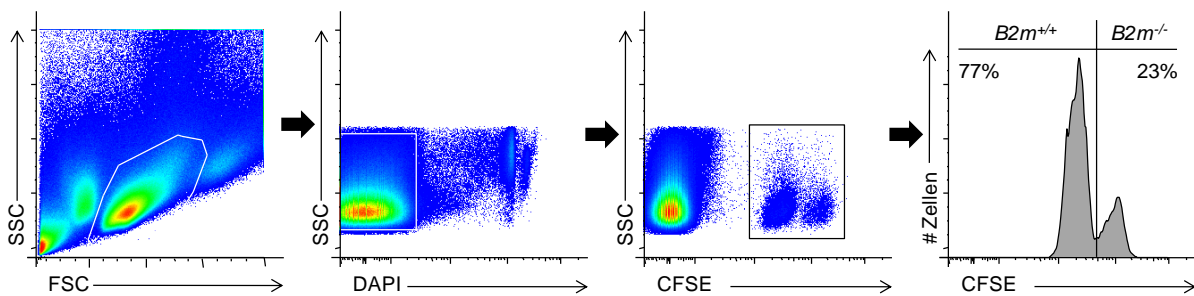 SSC
FSC
SSC
DAPI
SSC
CFSE
B2m+/+ B2m-/-
77% 23%
# Zellen
CFSE